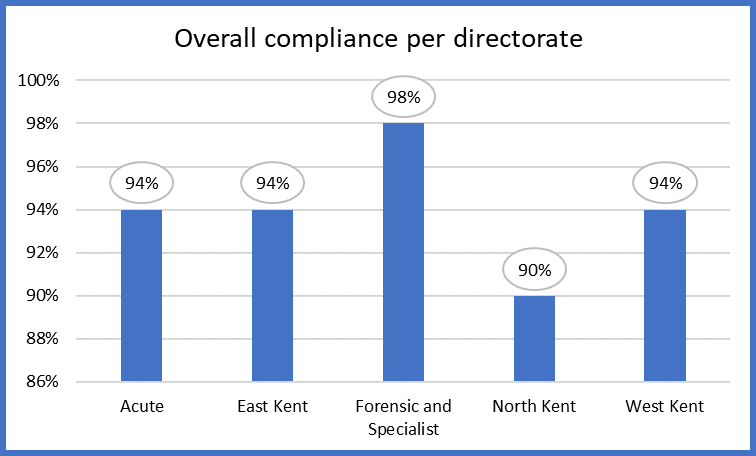 Overall compliance per directorate
100%
98%
96%
94%
92%
90%
88%
86%
94%
94%
98%
90%
94%
Acute
East Kent
Forensic and
Specialist
North Kent
West Kent